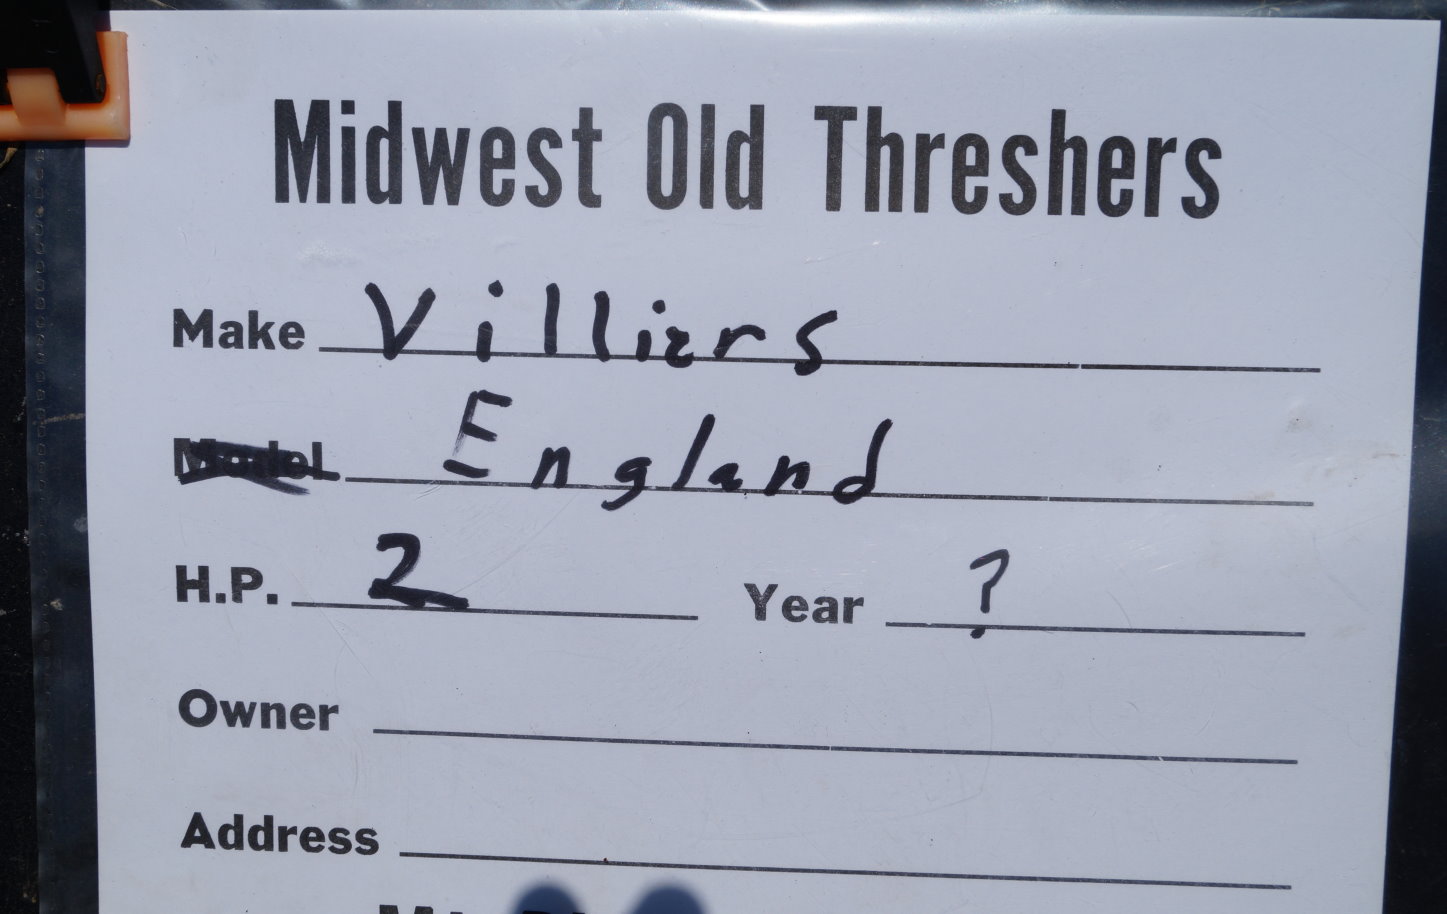 Midwest Old Threshers
Make Villiers
Model England
H.P. 2 Year ?
Owner
Address